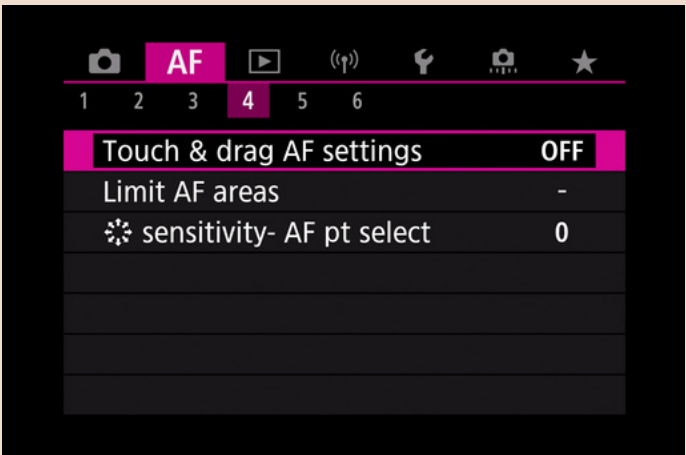 AF
1 2 3 4 5 6
Touch & drag AF settings OFF
Limit AF areas -
sensitivity- AF pt select 0